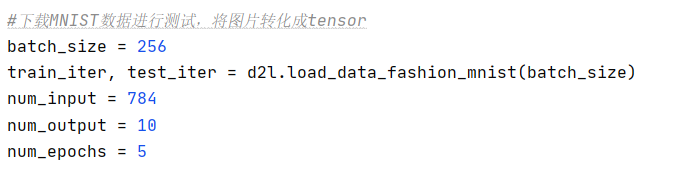 #下载MNIST数据进行测试，将图片转化成tensor
batch_size = 256
train_iter, test_iter = d2l.load_data_fashion_mnist(batch_size)
num_input = 784
num_output = 10
num_epochs = 5